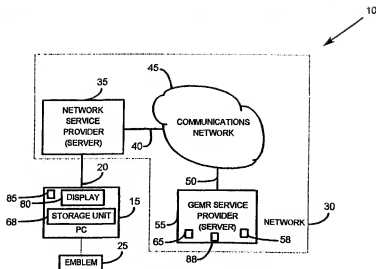 10
45
35
NETWORK
SERVICE
PROVIDER
(SERVER)
COMMUNICATIONS
NETWORK
40
20
50
85
DISPLAY
80
STORAGE UNIT
68
15
PC
EMBLEM
25
GEMR SERVICE
PROVIDER
(SERVER)
55
65
88
58
NETWORK
30